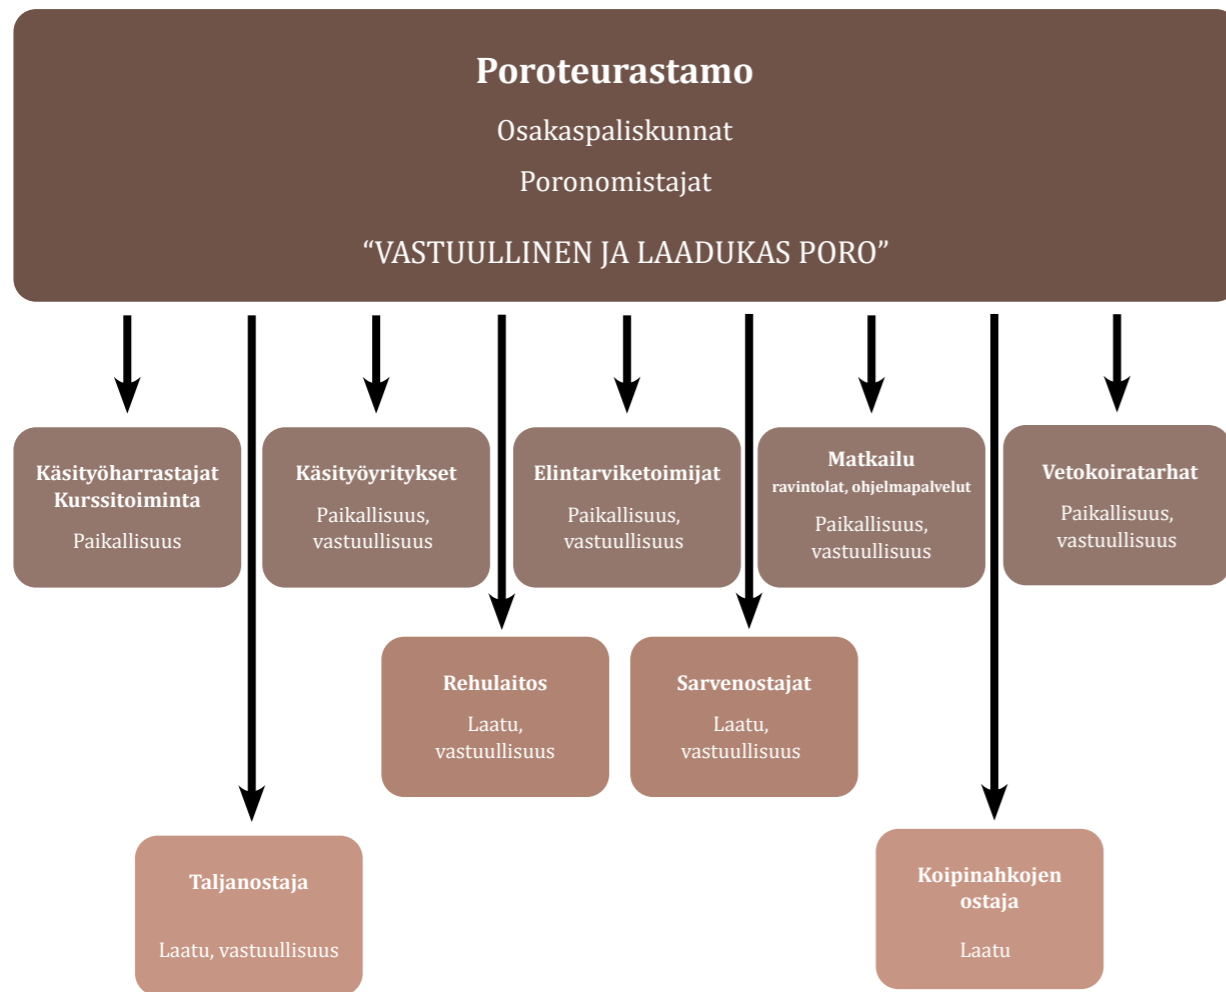 Poroteurastamo
Osakaspaliskunnat
Poronomistajat
“VASTUULLINEN JA LAADUKAS PORO”
Käsityöharrastajat
Kurssitoiminta
Paikallisuus
Käsityöyritykset
Paikallisuus,
vastuullisuus
Elintarviketoimijat
Paikallisuus,
vastuullisuus
Matkailu
ravintolat, ohjelmapalvelut
Paikallisuus,
vastuullisuus
Vetokoiratarhat
Paikallisuus,
vastuullisuus
Rehulaitos
Laatu,
vastuullisuus
Sarvenostajat
Laatu,
vastuullisuus
Taljanostaja
Laatu, vastuullisuus
Koipinahkojen
ostaja
Laatu